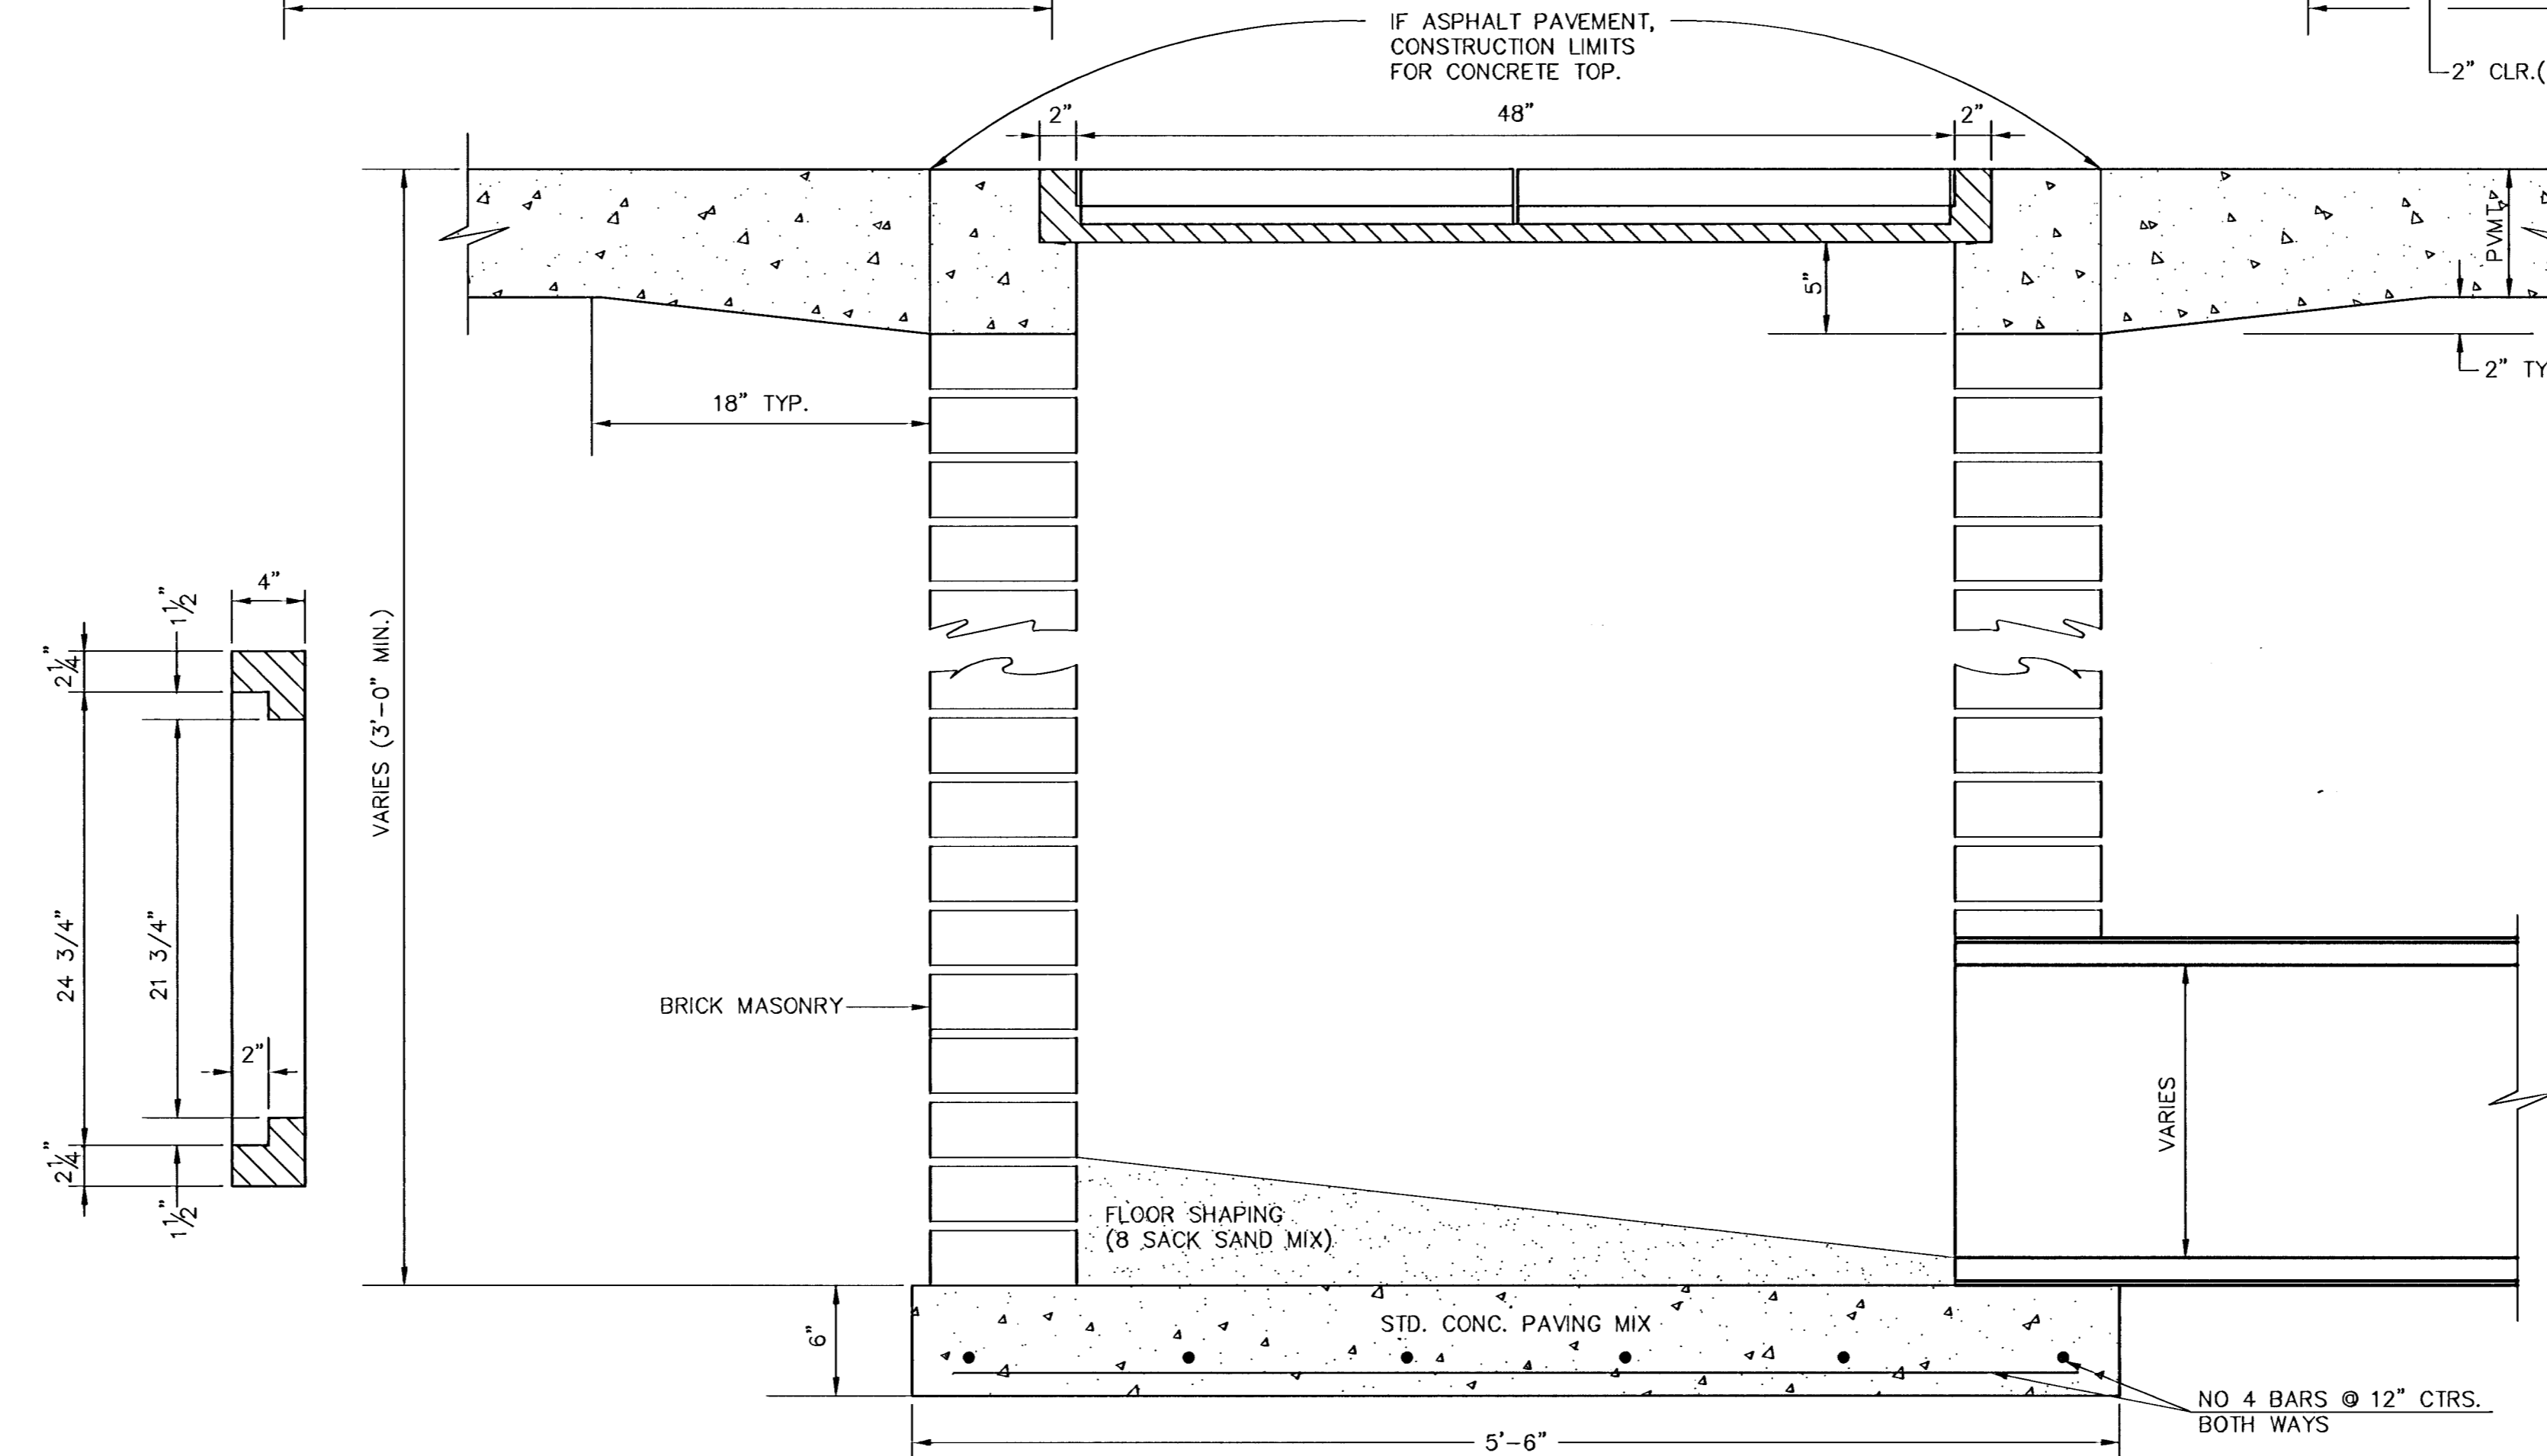 IF ASPHALT PAVEMENT,
CONSTRUCTION LIMITS
FOR CONCRETE TOP.
2" CLR.(
2"
48"
2"
PVMT.
5"
2" TY
18" TYP.
4"
1½"
2¼"
VARIES (3'-0" MIN.)
24 3/4"
21 3/4"
2"
2¼"
1½"
BRICK MASONRY
VARIES
FLOOR SHAPING
(8 SACK SAND MIX)
6"
STD. CONC. PAVING MIX
NO 4 BARS @ 12" CTRS.
BOTH WAYS
5'-6"